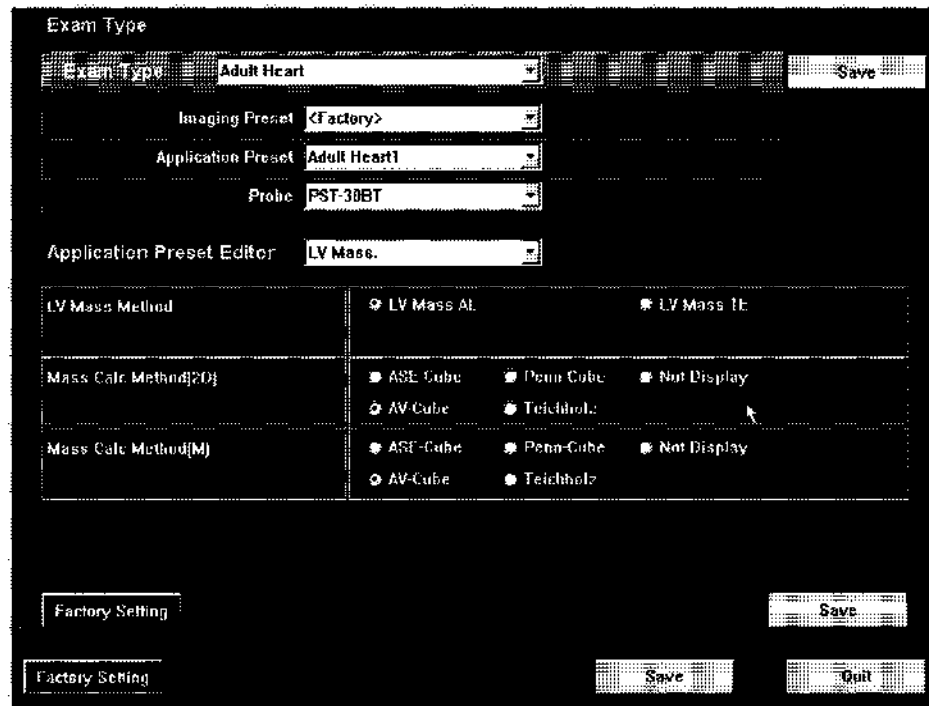 Exam Type
Exam Type Adult Heart Save
Imaging Preset <Factory>
Application Preset Adult Heart1
Probe PST-30BT
Application Preset Editor LV Mass.
LV Mass Method LV Mass AL LV Mass TE
Mass Calc Method(2D) ASE-Cube Penn-Cube Not Display
AV-Cube Teichholz
Mass Calc Method(M) ASE-Cube Penn-Cube Not Display
AV-Cube Teichholz
Factory Setting Save
Factory Setting Save Quit